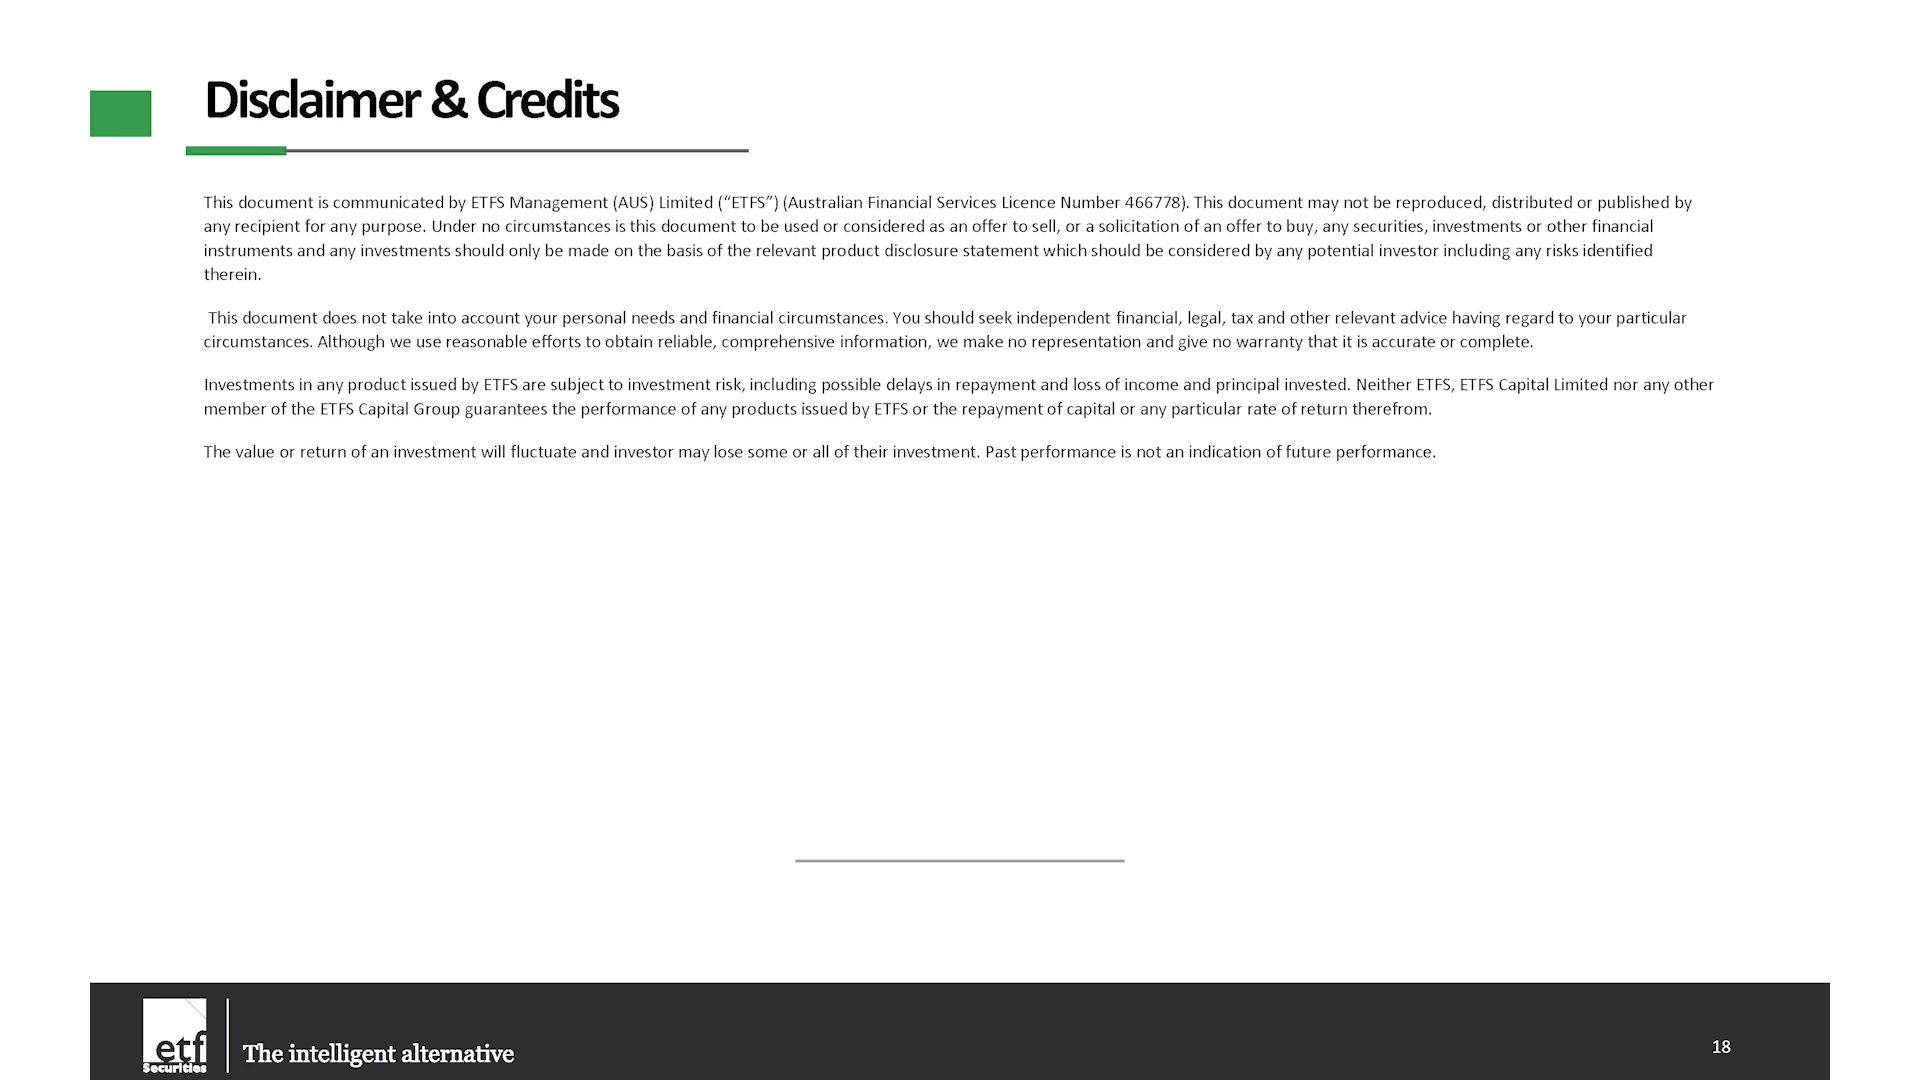 Disclaimer & Credits
This document is communicated by ETFS Management (AUS) Limited (“ETFS”) (Australian Financial Services Licence Number 466778). This document may not be reproduced, distributed or published by
any recipient for any purpose. Under no circumstances is this document to be used or considered as an offer to sell, or a solicitation of an offer to buy, any securities, investments or other financial
instruments and any investments should only be made on the basis of the relevant product disclosure statement which should be considered by any potential investor including any risks identified
therein.
This document does not take into account your personal needs and financial circumstances. You should seek independent financial, legal, tax and other relevant advice having regard to your particular
circumstances. Although we use reasonable efforts to obtain reliable, comprehensive information, we make no representation and give no warranty that it is accurate or complete.
Investments in any product issued by ETFS are subject to investment risk, including possible delays in repayment and loss of income and principal invested. Neither ETFS, ETFS Capital Limited nor any other
member of the ETFS Capital Group guarantees the performance of any products issued by ETFS or the repayment of capital or any particular rate of return therefrom.
The value or return of an investment will fluctuate and investor may lose some or all of their investment. Past performance is not an indication of future performance.
etf
Securities
The intelligent alternative
18